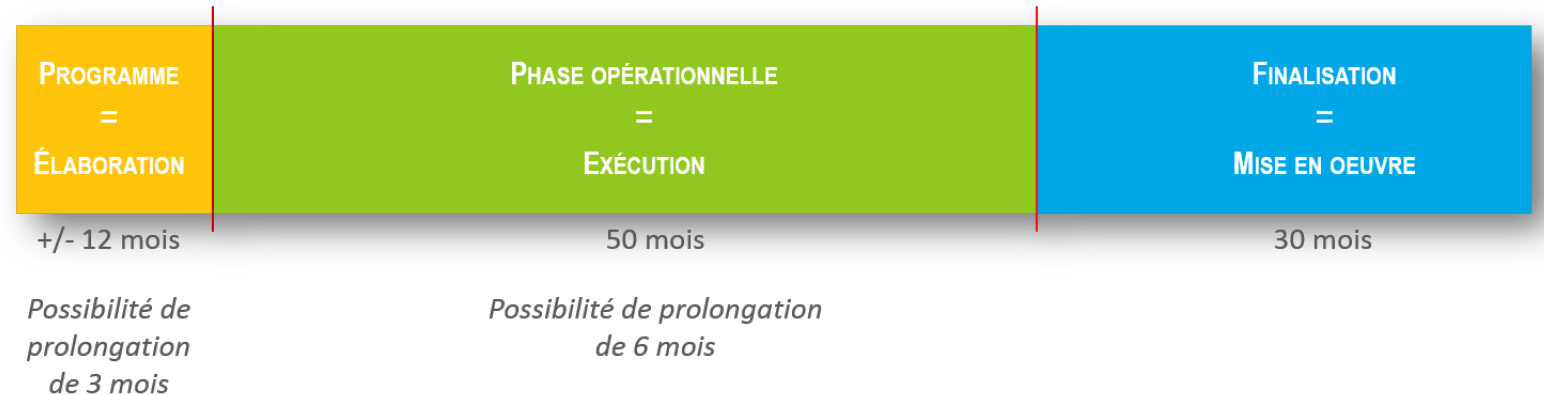 Programme
=
Élaboration
Phase opérationnelle
=
Exécution
Finalisation
=
Mise en oeuvre
+/- 12 mois
50 mois
30 mois
Possibilité de
prolongation
de 3 mois
Possibilité de prolongation
de 6 mois